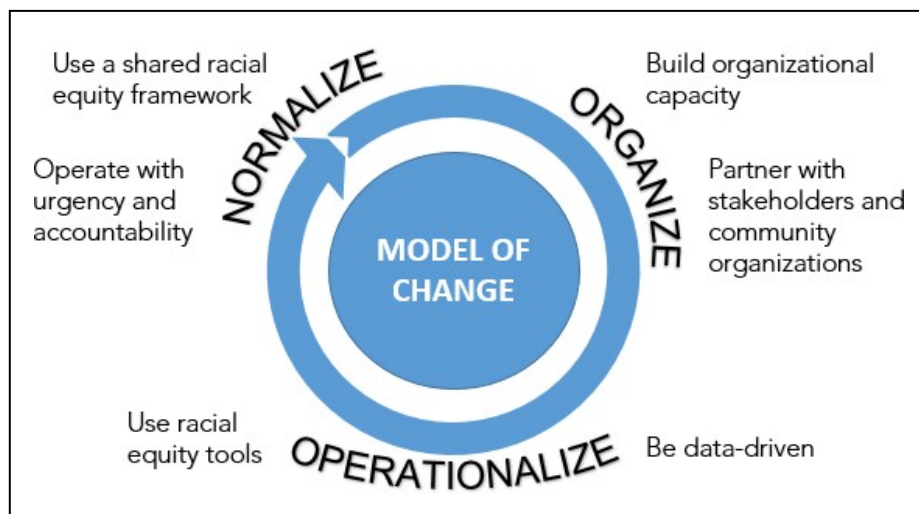 Use a shared racial
equity framework
Operate with
urgency and
accountability
NORMALIZE
ORGANIZE
Build organizational
capacity
Partner with
stakeholders and
community
organizations
MODEL OF
CHANGE
Use racial
equity tools
OPERATIONALIZE
Be data-driven